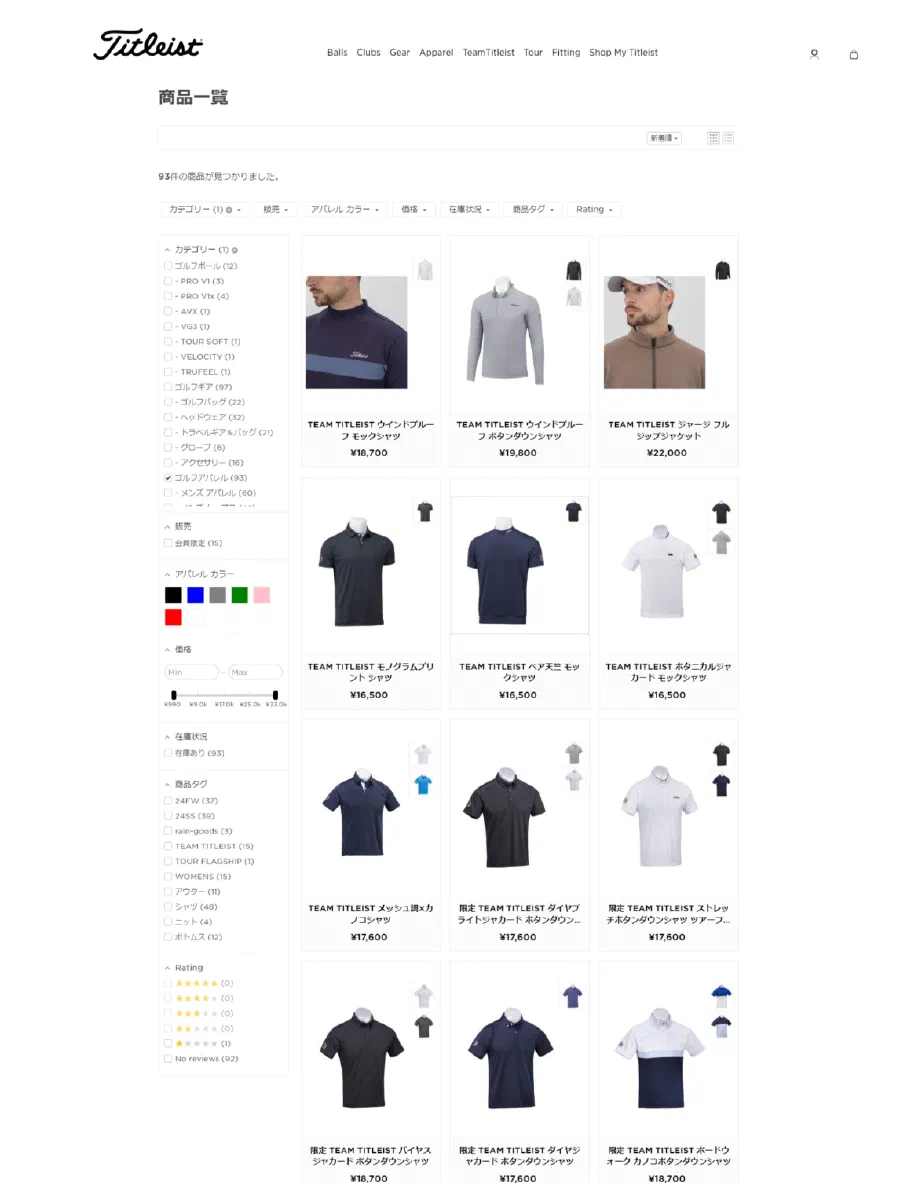 Titleist
Balls Clubs Gear Apparel TeamTitleist Tour Fitting Shop My Titleist
商品一覧
新着順
93件の商品が見つかりました。
カテゴリー (1) 販売 アパレル カラー 価格 在庫状況 商品タグ Rating
カテゴリー (1)
ゴルフボール (12)
- PRO V1 (3)
- PRO V1x (4)
- AVX (1)
- VG3 (1)
- TOUR SOFT (1)
- VELOCITY (1)
- TRUFEEL (1)
ゴルフギア (97)
- ゴルフバッグ (22)
- ヘッドウェア (32)
- トラベルギア&バッグ (21)
- グローブ (6)
- アクセサリー (16)
ゴルフアパレル (93)
- メンズ アパレル (60)
販売
会員限定 (15)
アパレル カラー
価格
Min - Max
¥990 ¥9.0k ¥17.0k ¥25.0k ¥33.0k
在庫状況
在庫あり (93)
商品タグ
24FW (37)
24SS (39)
rain-goods (3)
TEAM TITLEIST (15)
TOUR FLAGSHIP (1)
WOMENS (15)
アウター (11)
シャツ (48)
ニット (4)
ボトムス (12)
Rating
(0)
(0)
(0)
(0)
(1)
No reviews (92)
Titleist
TEAM TITLEIST ウインドプルー
フ モックシャツ
¥18,700
TEAM TITLEIST ウインドプルー
フ ボタンダウンシャツ
¥19,800
TEAM TITLEIST ジャージ フル
ジップジャケット
¥22,000
TEAM TITLEIST モノグラムプリ
ント シャツ
¥16,500
TEAM TITLEIST ベア天竺 モッ
クシャツ
¥16,500
TEAM TITLEIST ボタニカルジャ
カード モックシャツ
¥16,500
TEAM TITLEIST メッシュ調×カ
ノコシャツ
¥17,600
限定 TEAM TITLEIST ダイヤブ
ライトジャカード ボタンダウン...
¥17,600
限定 TEAM TITLEIST ストレッ
チボタンダウンシャツ ツアーフ...
¥17,600
限定 TEAM TITLEIST バイヤス
ジャカード ボタンダウンシャツ
¥18,700
限定 TEAM TITLEIST ダイヤジ
ャカード ボタンダウンシャツ
¥17,600
限定 TEAM TITLEIST ボードウ
ォーク カノコボタンダウンシャツ
¥18,700